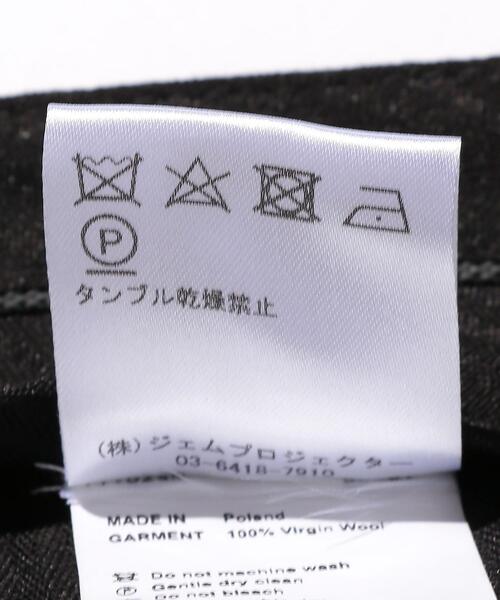 P
タンブル乾燥禁止
(株)ジェムプロジェクター
03-6418-7910
MADE IN Poland
GARMENT 100% Virgin Wool
Do not machine wash
P Gentle dry clean
Do not bleach